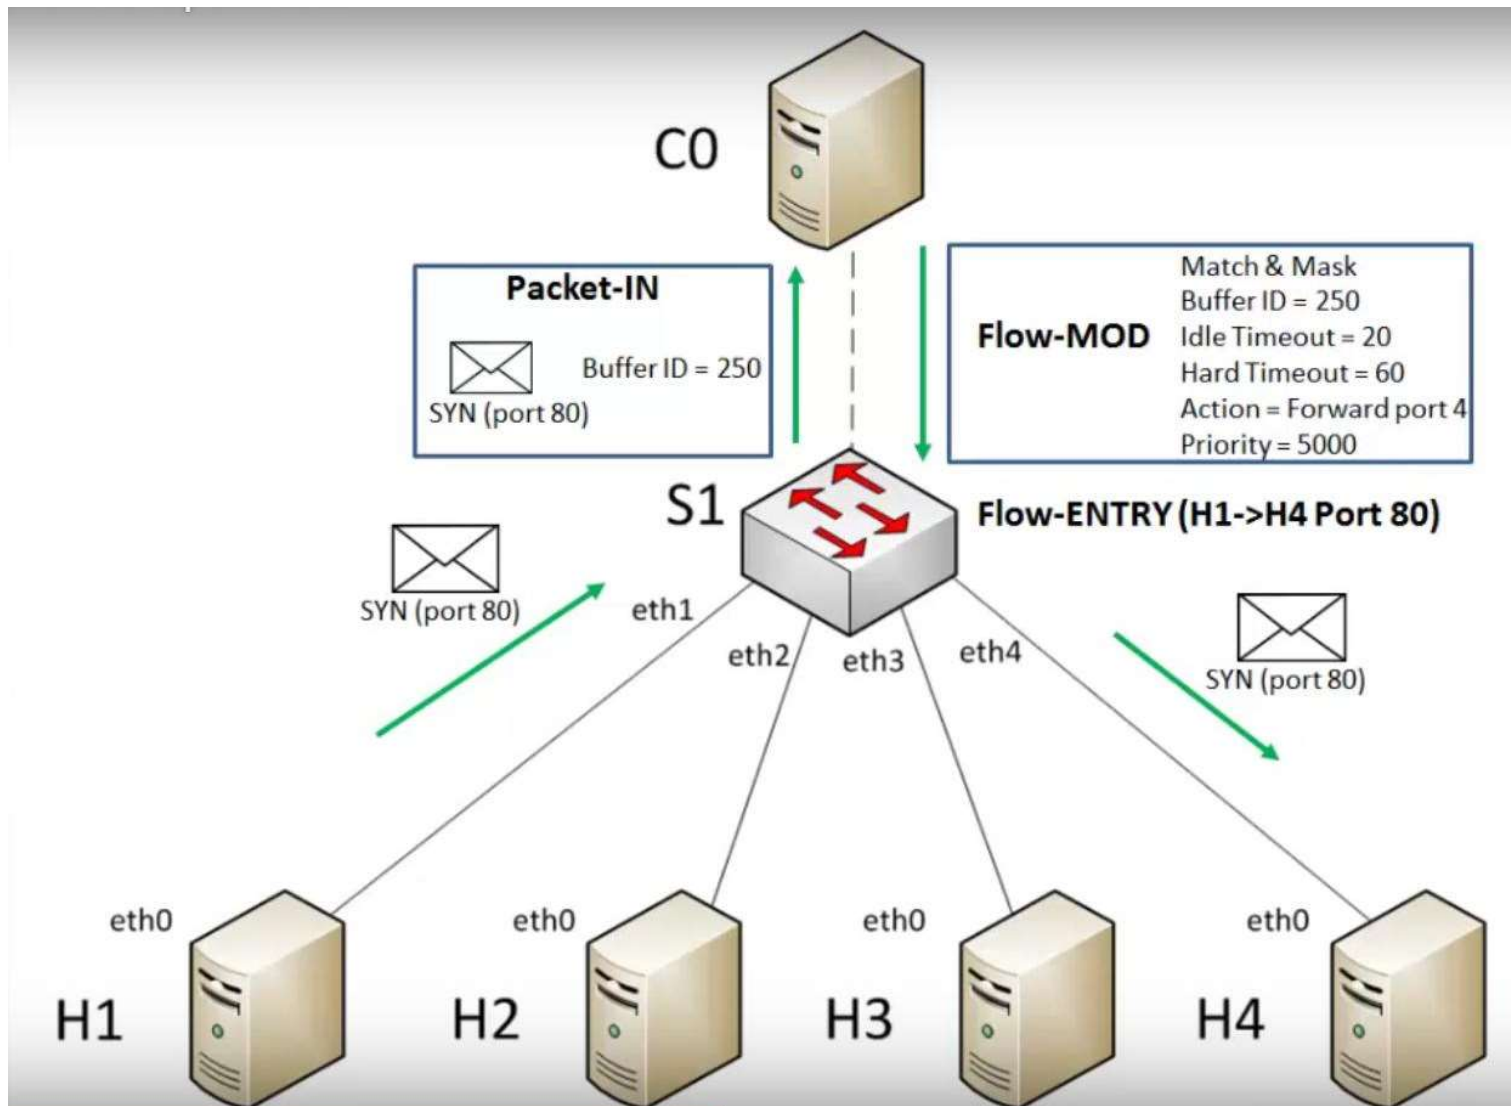 C0
Packet-IN
Buffer ID = 250
SYN (port 80)
Flow-MOD
Match & Mask
Buffer ID = 250
Idle Timeout = 20
Hard Timeout = 60
Action = Forward port 4
Priority = 5000
S1
Flow-ENTRY (H1->H4 Port 80)
SYN (port 80)
eth1
eth2
eth3
eth4
SYN (port 80)
eth0
eth0
eth0
eth0
H1
H2
H3
H4